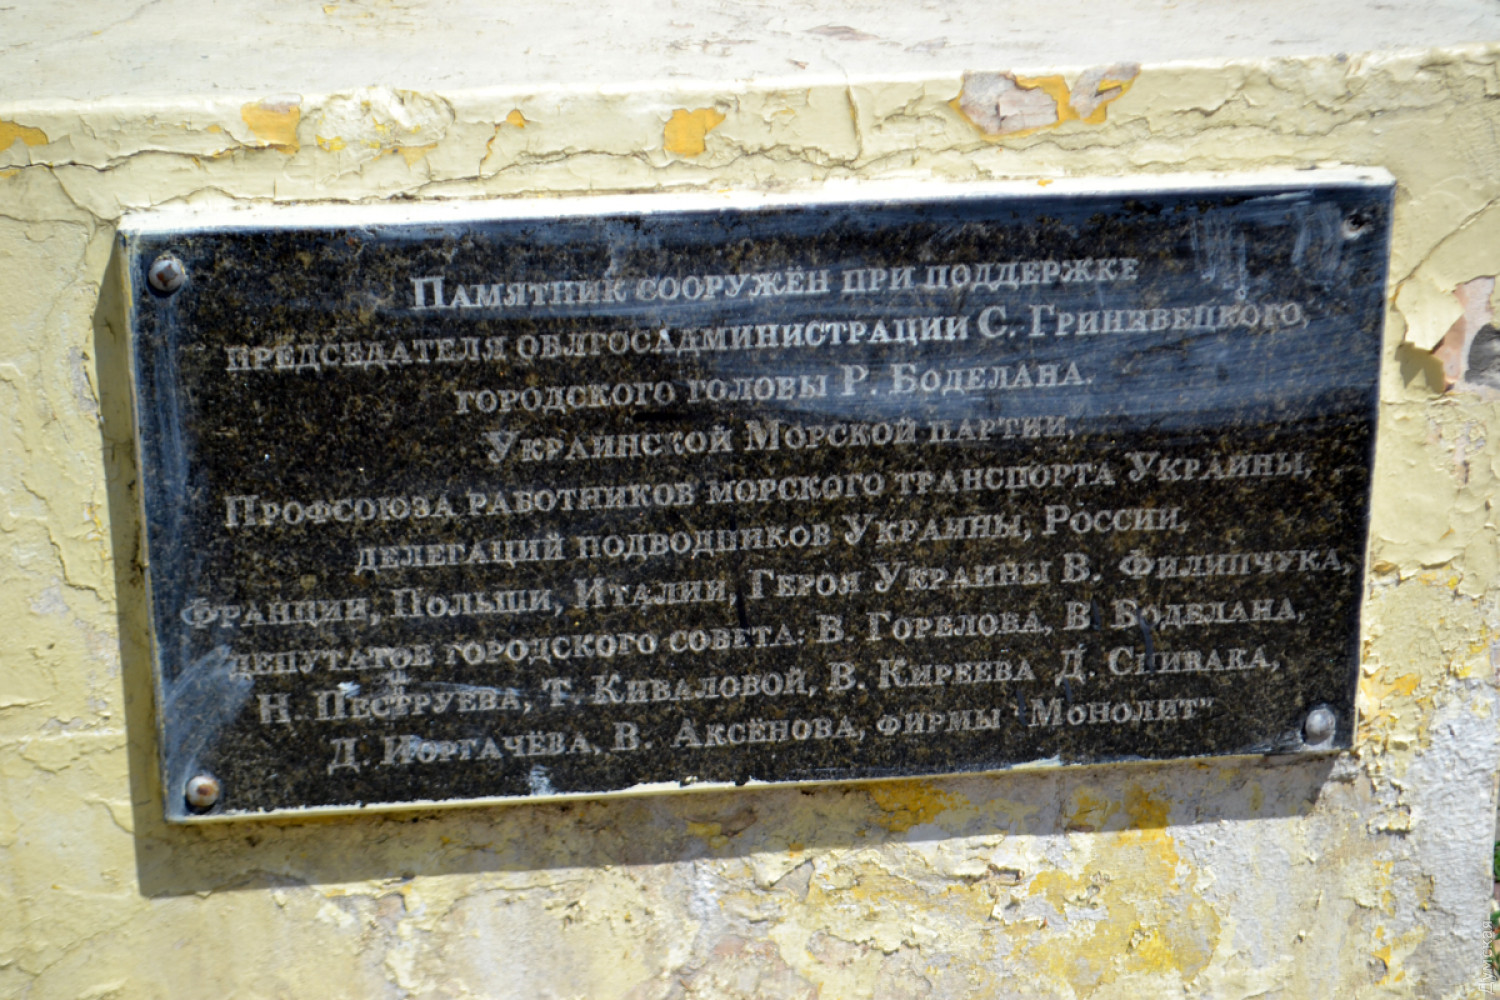 Памятник сооружён при поддержке
председателя облгосадминистрации С. Гриневецкого,
городского головы Р. Боделана.
Украинской Морской партии,
Профсоюза работников морского транспорта Украины,
делегаций подводников Украины, России,
Франции, Польши, Италии, Героя Украины В. Филипчука,
депутатов городского совета: В. Горелова, В. Боделана,
Н. Пеструева, Т. Киваловой, В. Киреева Д. Спивака,
Д. Йоргачёва, В. Аксёнова, фирмы "Монолит"
Думская